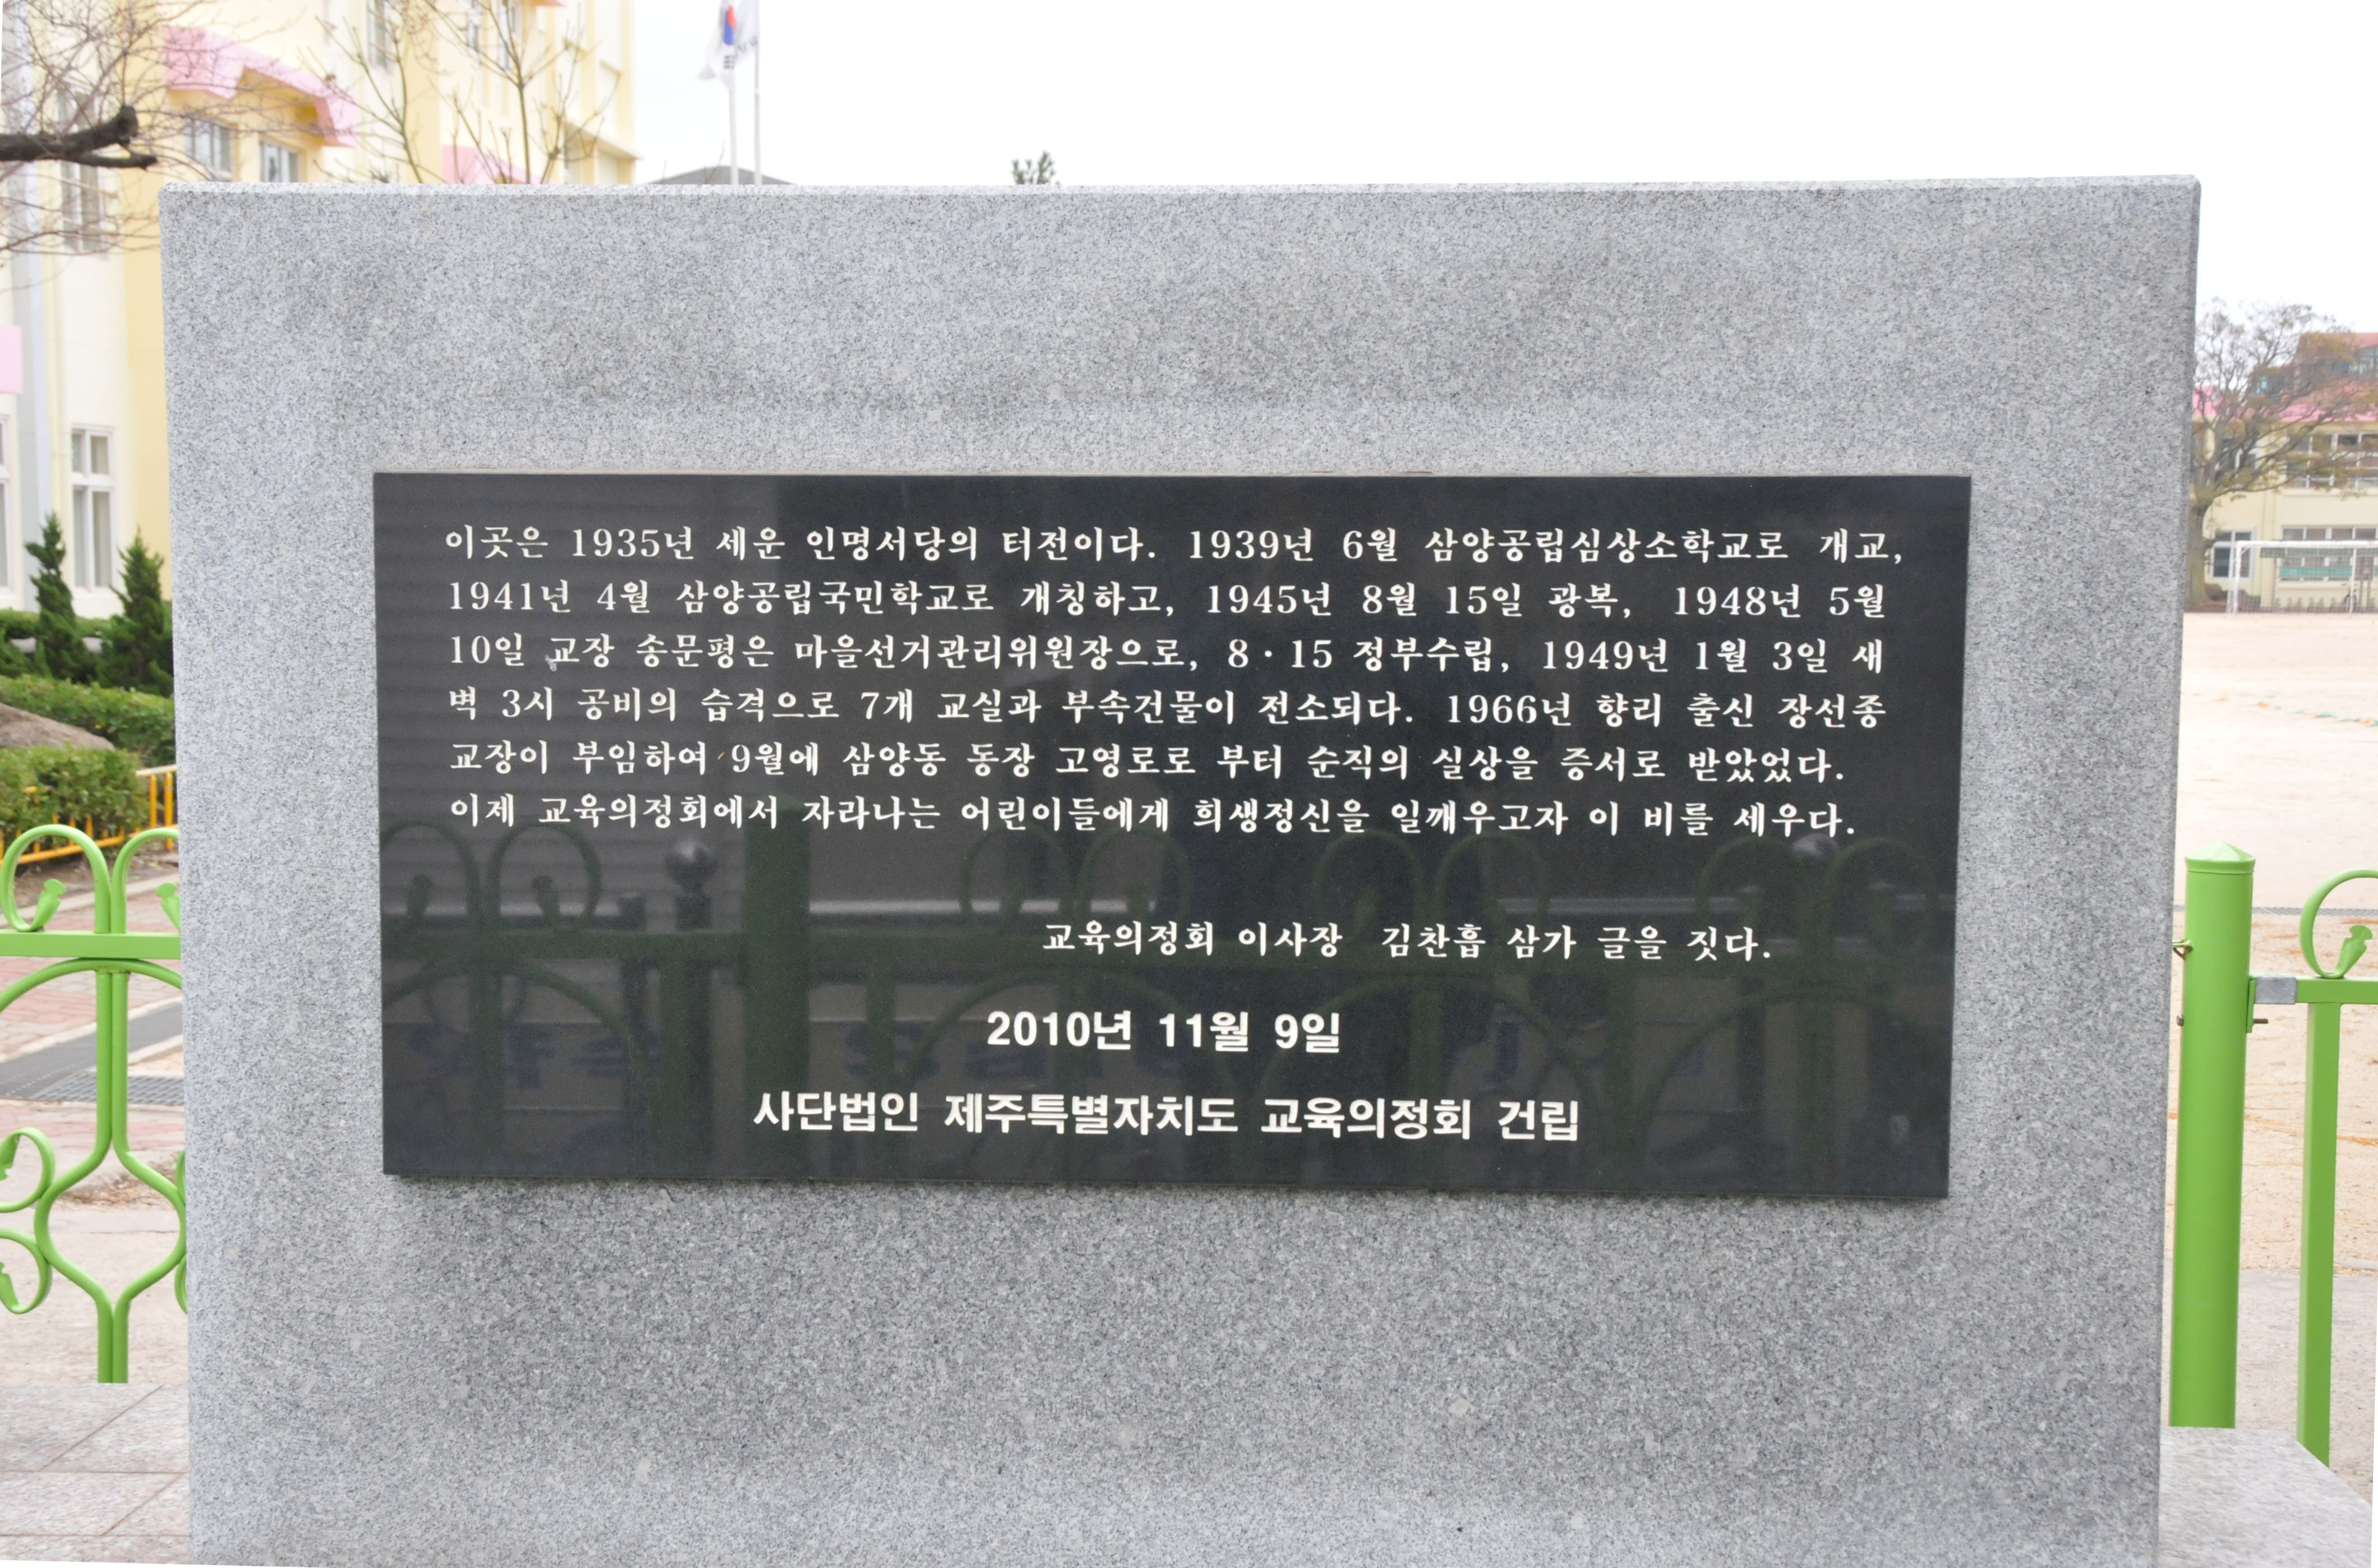 이곳은 1935년 세운 인명서당의 터전이다. 1939년 6월 삼양공립심상소학교로 개교,
1941년 4월 삼양공립국민학교로 개칭하고, 1945년 8월 15일 광복, 1948년 5월
10일 교장 송문평은 마을선거관리위원장으로, 8·15 정부수립, 1949년 1월 3일 새
벽 3시 공비의 습격으로 7개 교실과 부속건물이 전소되다. 1966년 향리 출신 장선종
교장이 부임하여 9월에 삼양동 동장 고영로로 부터 순직의 실상을 증서로 받았었다.
이제 교육의정회에서 자라나는 어린이들에게 희생정신을 일깨우고자 이 비를 세우다.
교육의정회 이사장 김찬흡 삼가 글을 짓다.
2010년 11월 9일
사단법인 제주특별자치도 교육의정회 건립